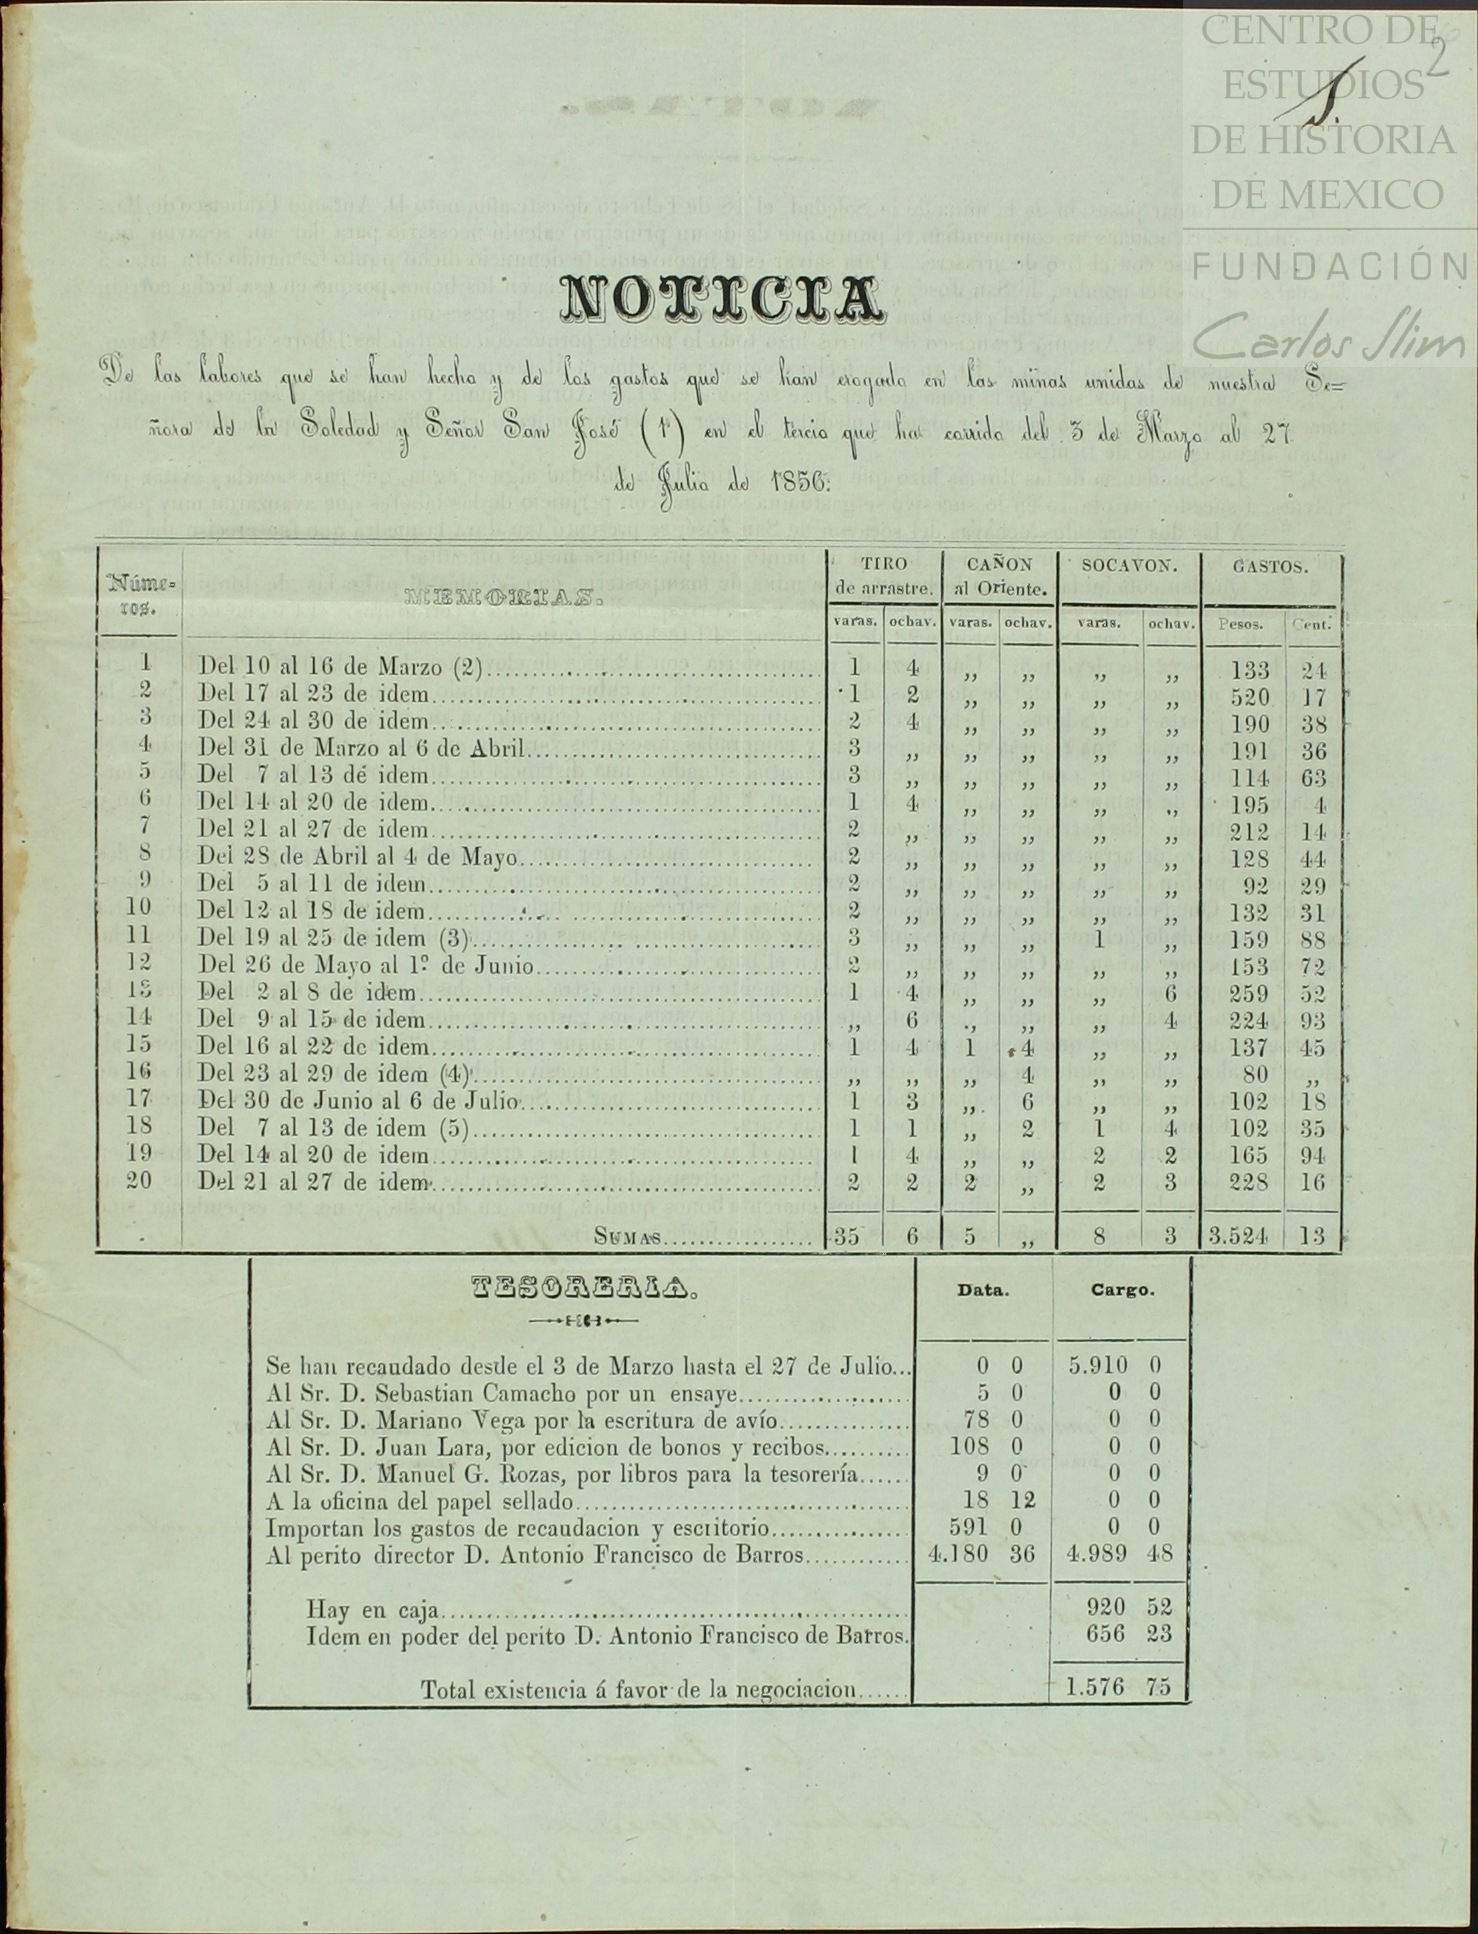 CENTRO DE
ESTUDIOS
DE HISTORIA
DE MEXICO
FUNDACIÓN
Carlos Slim
2
NOTICIA
De las labores que se han hecho y de los gastos que se han erogado en las minas unidas de nuestra Se=
ñora de la Soledad y Señor San José (1ª) en el tercio que ha corrido del 3 de Marzo al 27
de Julio de 1856.
Núme-
ros. MEMORIAS. TIRO de arrastre. CAÑON al Oriente. SOCAVON. GASTOS.
varas. ochav. varas. ochav. varas. ochav. Pesos. Cent.
1 Del 10 al 16 de Marzo (2) 1 4 ,, ,, ,, ,, 133 24
2 Del 17 al 23 de idem 1 2 ,, ,, ,, ,, 520 17
3 Del 24 al 30 de idem 2 4 ,, ,, ,, ,, 190 38
4 Del 31 de Marzo al 6 de Abril 3 ,, ,, ,, ,, ,, 191 36
5 Del 7 al 13 de idem 3 ,, ,, ,, ,, ,, 114 63
6 Del 14 al 20 de idem 1 4 ,, ,, ,, ,, 195 4
7 Del 21 al 27 de idem 2 ,, ,, ,, ,, ,, 212 14
8 Del 28 de Abril al 4 de Mayo 2 ,, ,, ,, ,, ,, 128 44
9 Del 5 al 11 de idem 2 ,, ,, ,, ,, ,, 92 29
10 Del 12 al 18 de idem 2 ,, ,, ,, ,, ,, 132 31
11 Del 19 al 25 de idem (3) 3 ,, ,, ,, 1 ,, 159 88
12 Del 26 de Mayo al 1º de Junio 2 ,, ,, ,, ,, ,, 153 72
13 Del 2 al 8 de idem 1 4 ,, ,, ,, 6 259 52
14 Del 9 al 15 de idem ,, 6 ,, ,, ,, 4 224 93
15 Del 16 al 22 de idem 1 4 1 4 ,, ,, 137 45
16 Del 23 al 29 de idem (4) ,, ,, ,, 4 ,, ,, 80 ,,
17 Del 30 de Junio al 6 de Julio 1 3 ,, 6 ,, ,, 102 18
18 Del 7 al 13 de idem (5) 1 1 ,, 2 1 4 102 35
19 Del 14 al 20 de idem 1 4 ,, ,, 2 2 165 94
20 Del 21 al 27 de idem 2 2 2 ,, 2 3 228 16
SUMAS 35 6 5 ,, 8 3 3.524 13
TESORERIA. Data. Cargo.
Se han recaudado desde el 3 de Marzo hasta el 27 de Julio... 0 0 5.910 0
Al Sr. D. Sebastian Camacho por un ensaye 5 0 0 0
Al Sr. D. Mariano Vega por la escritura de avío 78 0 0 0
Al Sr. D. Juan Lara, por edicion de bonos y recibos 108 0 0 0
Al Sr. D. Manuel G. Rozas, por libros para la tesorería 9 0 0 0
A la oficina del papel sellado 18 12 0 0
Importan los gastos de recaudacion y escritorio 591 0 0 0
Al perito director D. Antonio Francisco de Barros 4.180 36 4.989 48
Hay en caja 920 52
Idem en poder del perito D. Antonio Francisco de Barros. 656 23
Total existencia á favor de la negociacion 1.576 75